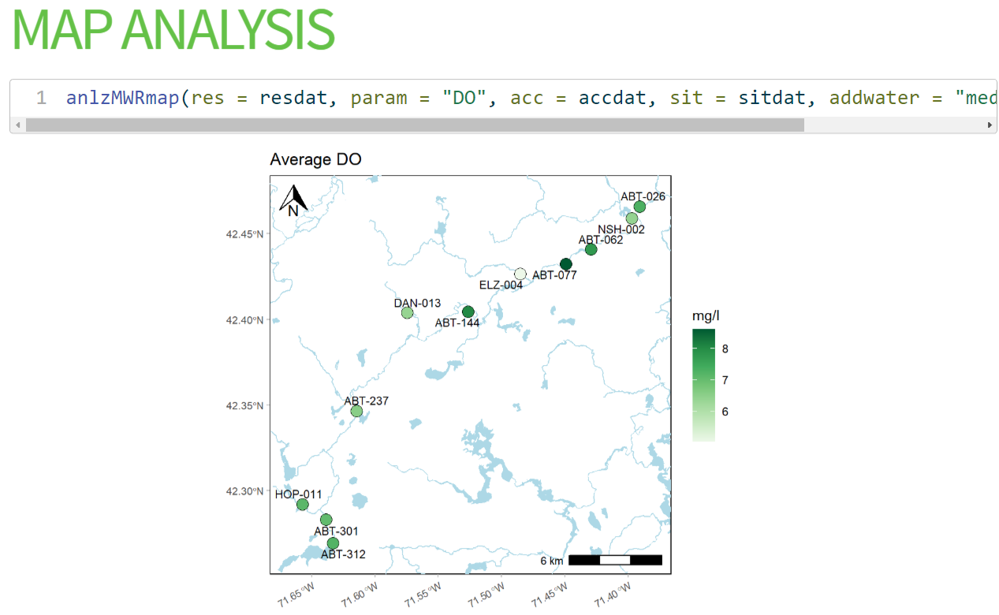 MAP ANALYSIS
1 anlzMWRmap(res = resdat, param = "DO", acc = accdat, sit = sitdat, addwater = "med
Average DO
N
ABT-026
NSH-002
ABT-062
ABT-077
ELZ-004
DAN-013
ABT-144
ABT-237
HOP-011
ABT-301
ABT-312
6 km
42.45°N
42.40°N
42.35°N
42.30°N
71.65°W
71.60°W
71.55°W
71.50°W
71.45°W
71.40°W
mg/l
8
7
6